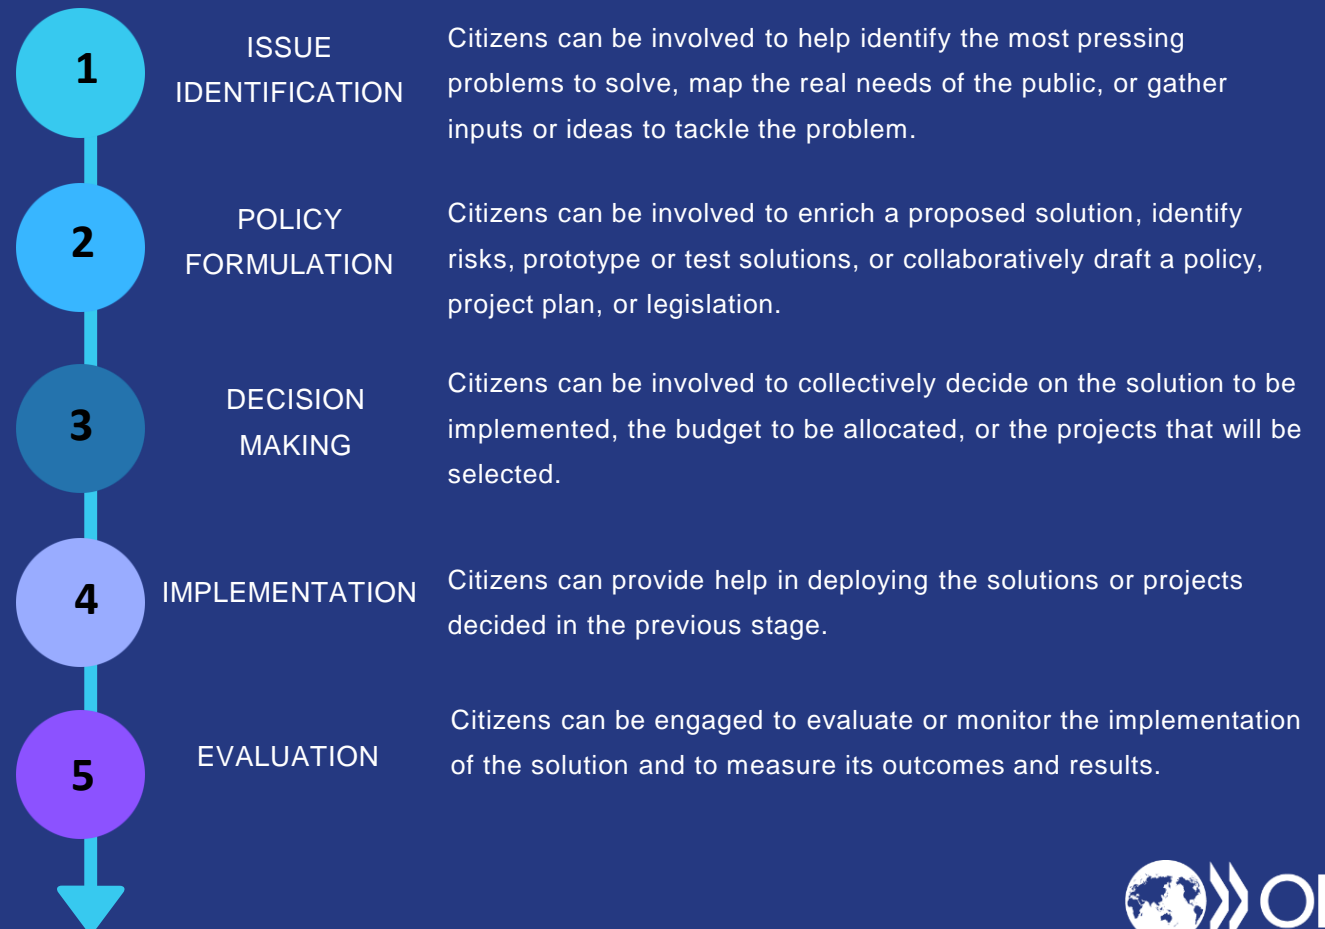 1
ISSUE
IDENTIFICATION
Citizens can be involved to help identify the most pressing
problems to solve, map the real needs of the public, or gather
inputs or ideas to tackle the problem.
2
POLICY
FORMULATION
Citizens can be involved to enrich a proposed solution, identify
risks, prototype or test solutions, or collaboratively draft a policy,
project plan, or legislation.
3
DECISION
MAKING
Citizens can be involved to collectively decide on the solution to be
implemented, the budget to be allocated, or the projects that will be
selected.
4
IMPLEMENTATION
Citizens can provide help in deploying the solutions or projects
decided in the previous stage.
5
EVALUATION
Citizens can be engaged to evaluate or monitor the implementation
of the solution and to measure its outcomes and results.